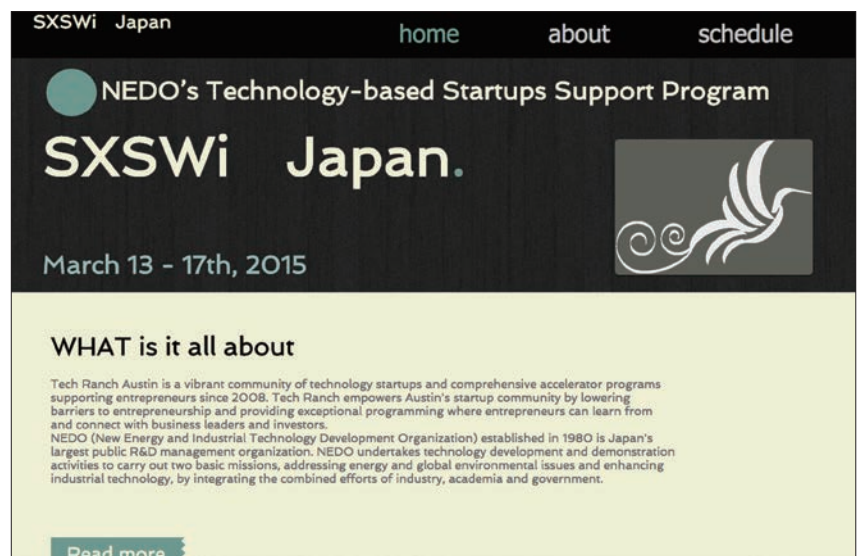 SXSWi Japan
home about schedule
NEDO's Technology-based Startups Support Program
SXSWi Japan.
March 13 - 17th, 2015
WHAT is it all about
Tech Ranch Austin is a vibrant community of technology startups and comprehensive accelerator programs
supporting entrepreneurs since 2008. Tech Ranch empowers Austin's startup community by lowering
barriers to entrepreneurship and providing exceptional programming where entrepreneurs can learn from
and connect with business leaders and investors.
NEDO (New Energy and Industrial Technology Development Organization) established in 1980 is Japan's
largest public R&D management organization. NEDO undertakes technology development and demonstration
activities to carry out two basic missions, addressing energy and global environmental issues and enhancing
industrial technology, by integrating the combined efforts of industry, academia and government.
Read more